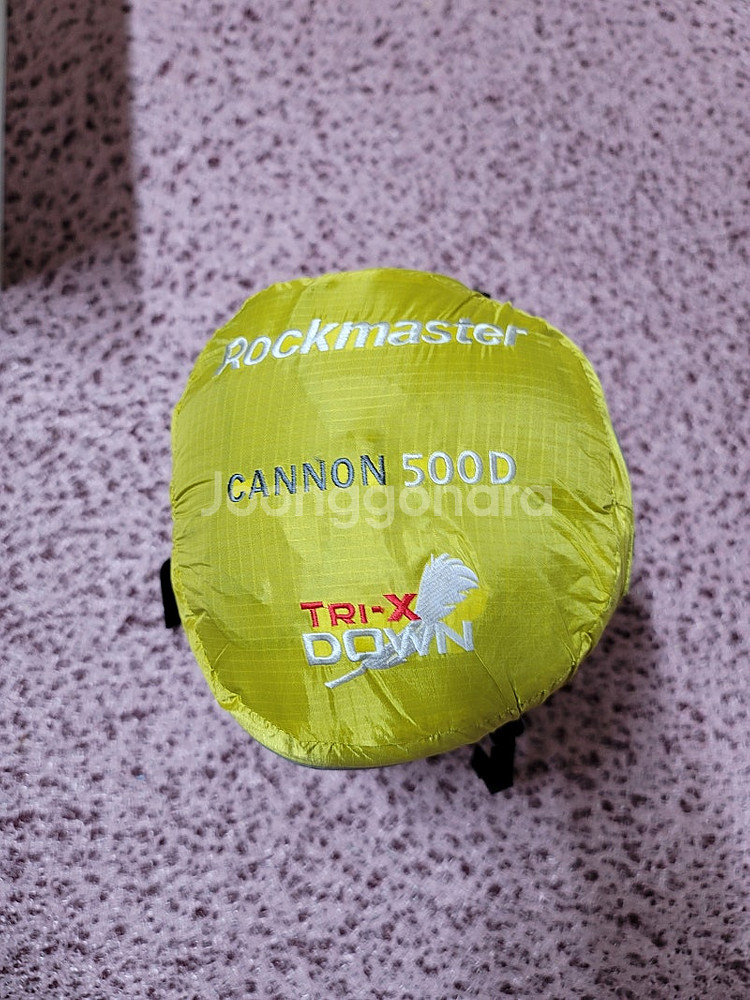 Rockmaster
CANNON 500D
Joonggonara
TRI-X
DOWN